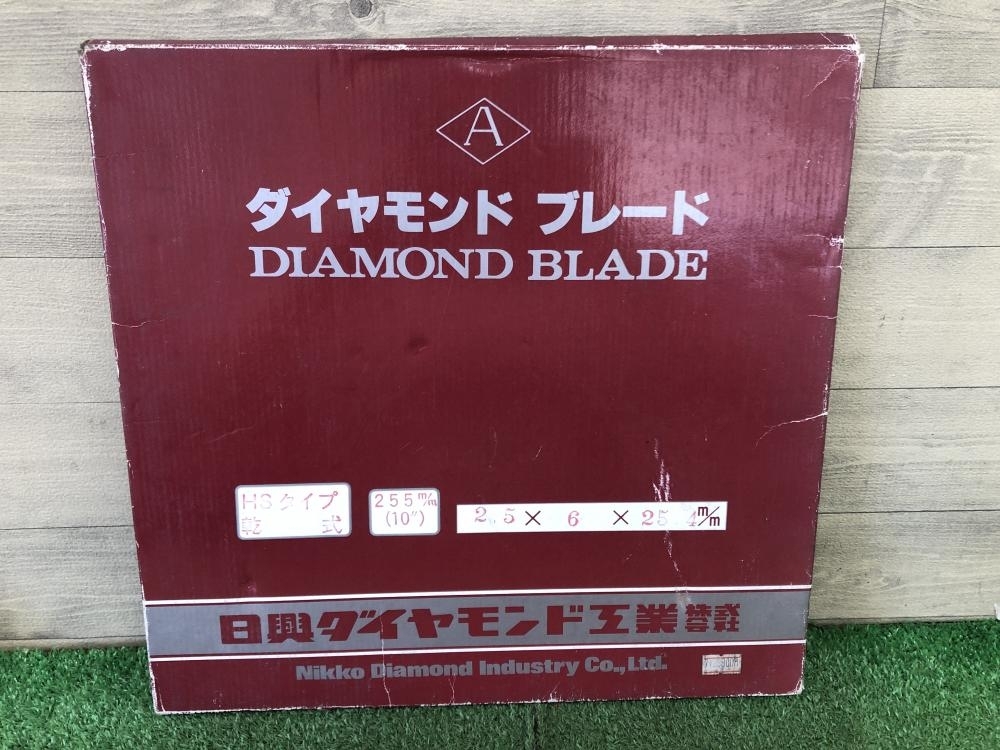 A
ダイヤモンド ブレード
DIAMOND BLADE
HSタイプ
乾 式
255m/m
(10")
2.5 × 6 × 25.4 m/m
日興ダイヤモンド工業株式会社
Nikko Diamond Industry Co.,Ltd.